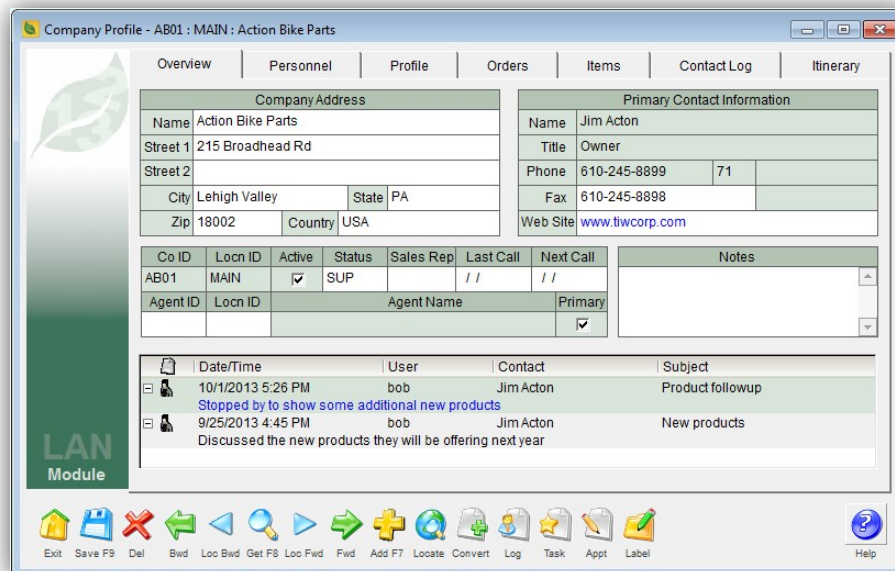 Company Profile - AB01 : MAIN : Action Bike Parts
Overview Personnel Profile Orders Items Contact Log Itinerary
Company Address
Name Action Bike Parts
Street 1 215 Broadhead Rd
Street 2
City Lehigh Valley State PA
Zip 18002 Country USA
Primary Contact Information
Name Jim Acton
Title Owner
Phone 610-245-8899 71
Fax 610-245-8898
Web Site www.tiwcorp.com
Co ID Locn ID Active Status Sales Rep Last Call Next Call
AB01 MAIN SUP / / / /
Agent ID Locn ID Agent Name Primary
Notes
Date/Time User Contact Subject
10/1/2013 5:26 PM bob Jim Acton Product followup
Stopped by to show some additional new products
9/25/2013 4:45 PM bob Jim Acton New products
Discussed the new products they will be offering next year
LAN
Module
Exit Save F9 Del Bwd Loc Bwd Get F8 Loc Fwd Fwd Add F7 Locate Convert Log Task Appt Label Help